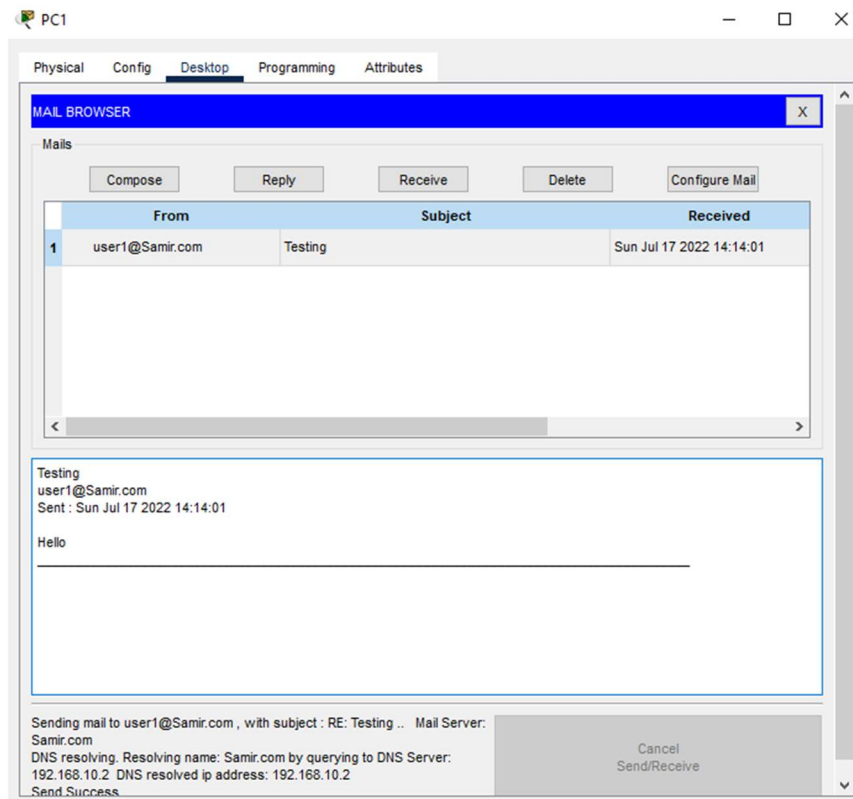 PC1
Physical Config Desktop Programming Attributes
MAIL BROWSER X
Mails
Compose Reply Receive Delete Configure Mail
From Subject Received
1 user1@Samir.com Testing Sun Jul 17 2022 14:14:01
Testing
user1@Samir.com
Sent : Sun Jul 17 2022 14:14:01
Hello
Sending mail to user1@Samir.com , with subject : RE: Testing .. Mail Server:
Samir.com
DNS resolving. Resolving name: Samir.com by querying to DNS Server:
192.168.10.2 DNS resolved ip address: 192.168.10.2
Send Success.
Cancel
Send/Receive